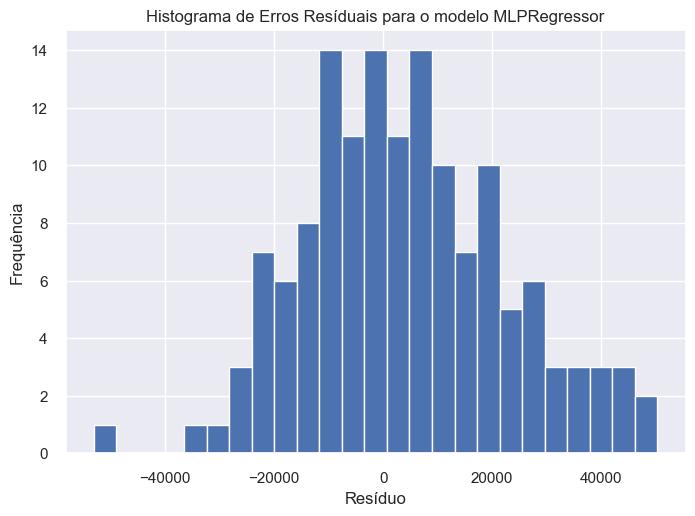 Histograma de Erros Resíduais para o modelo MLPRegressor
14
12
10
8
6
4
2
0
−40000 −20000 0 20000 40000
Frequência
Resíduo